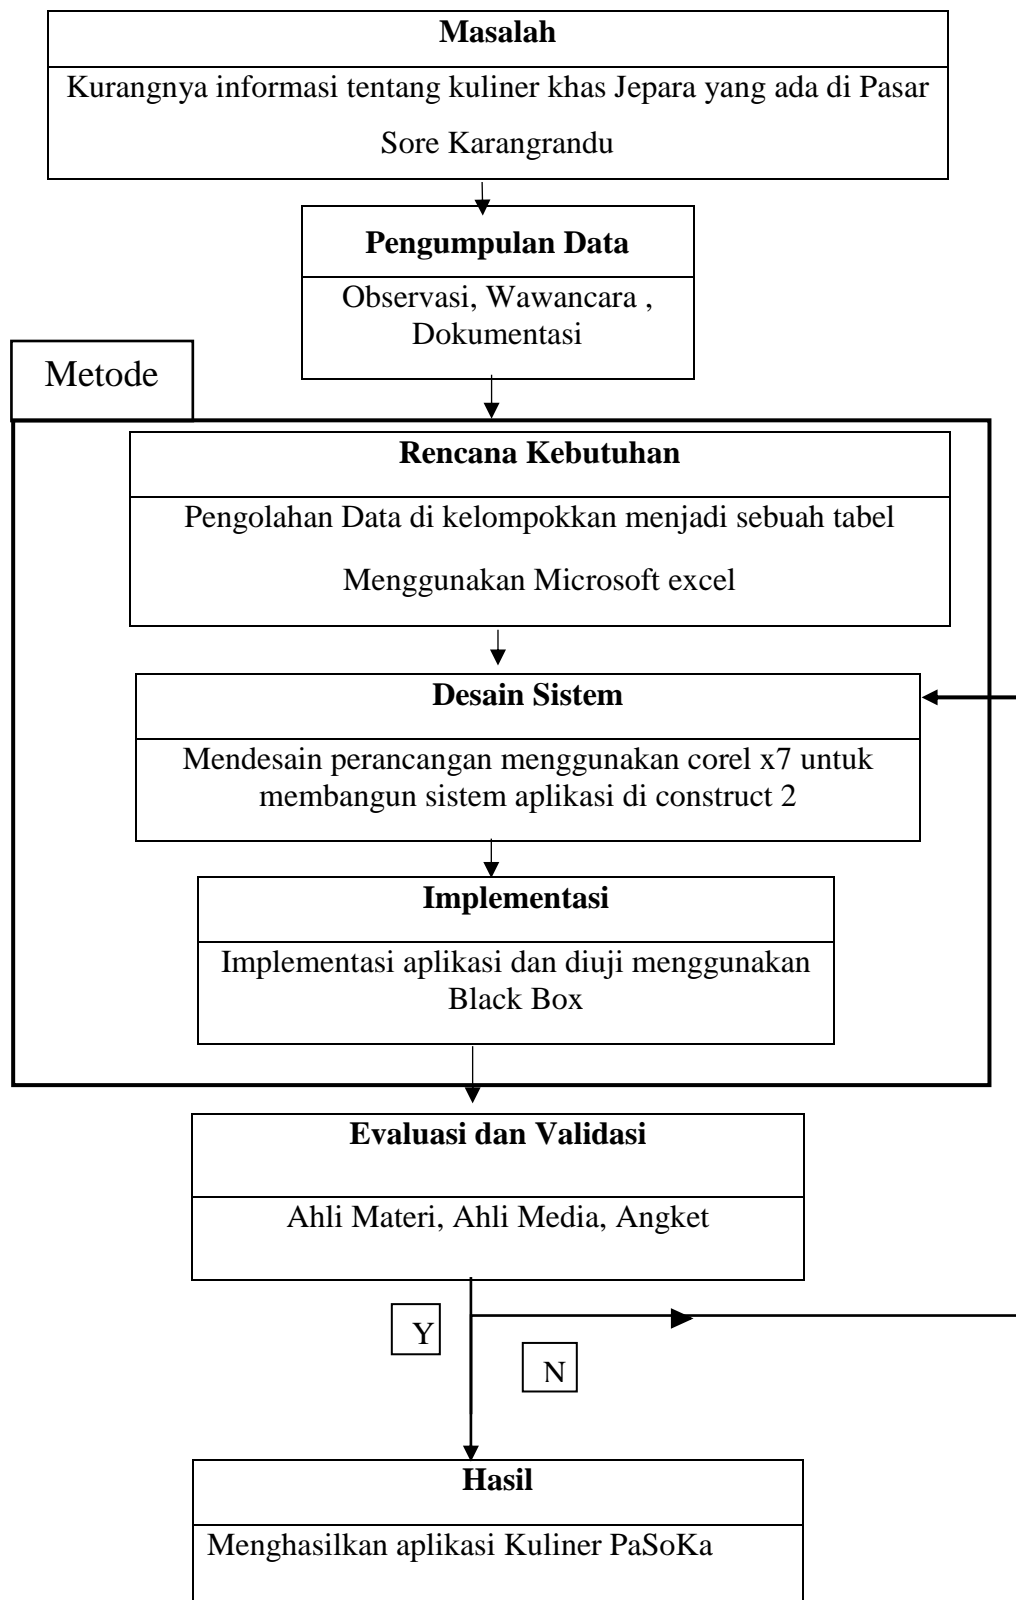 Masalah
Kurangnya informasi tentang kuliner khas Jepara yang ada di Pasar
Sore Karangrandu
Pengumpulan Data
Observasi, Wawancara ,
Dokumentasi
Metode
Rencana Kebutuhan
Pengolahan Data di kelompokkan menjadi sebuah tabel
Menggunakan Microsoft excel
Desain Sistem
Mendesain perancangan menggunakan corel x7 untuk
membangun sistem aplikasi di construct 2
Implementasi
Implementasi aplikasi dan diuji menggunakan
Black Box
Evaluasi dan Validasi
Ahli Materi, Ahli Media, Angket
Y
N
Hasil
Menghasilkan aplikasi Kuliner PaSoKa